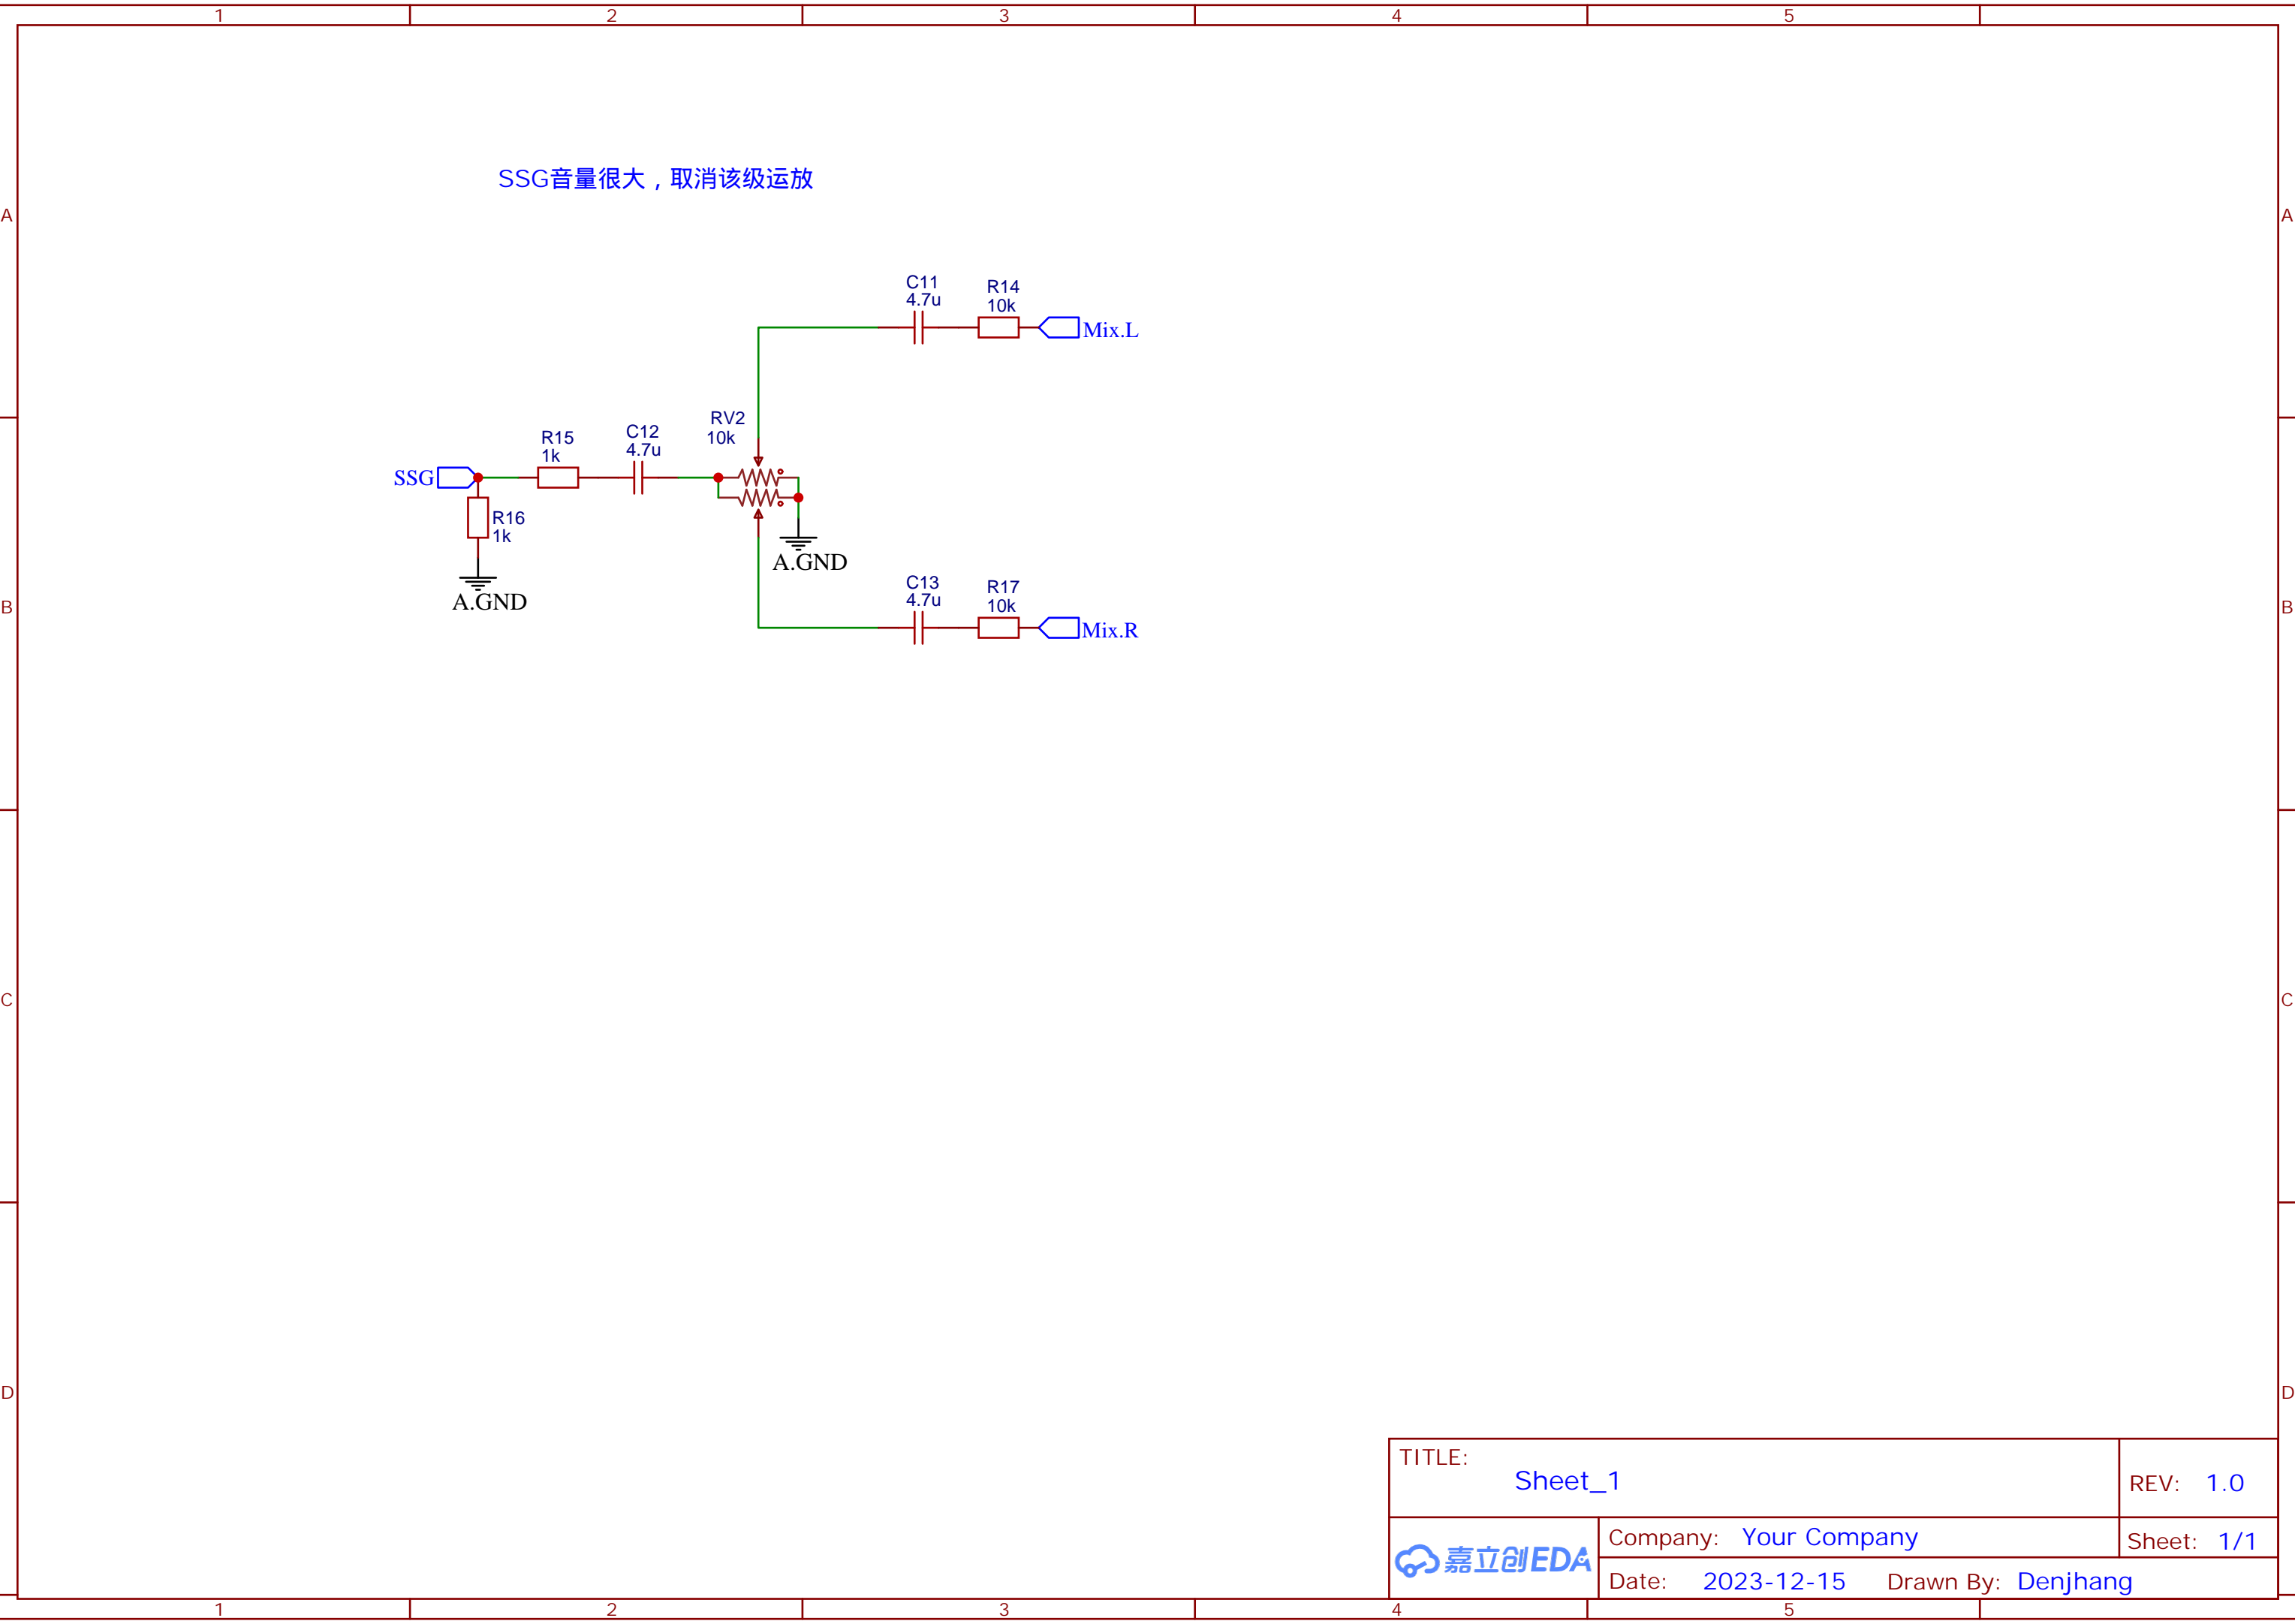 1 2 3 4 5
A A
SSG音量很大，取消该级运放
C11
4.7u
R14
10k
Mix.L
RV2
10k
R15
1k
C12
4.7u
SSG
R16
1k
A.GND
A.GND
C13
4.7u
R17
10k
Mix.R
B B
C C
D D
TITLE:
Sheet_1
REV: 1.0
嘉立创EDA
Company: Your Company
Sheet: 1/1
Date: 2023-12-15 Drawn By: Denjhang
1 2 3 4 5